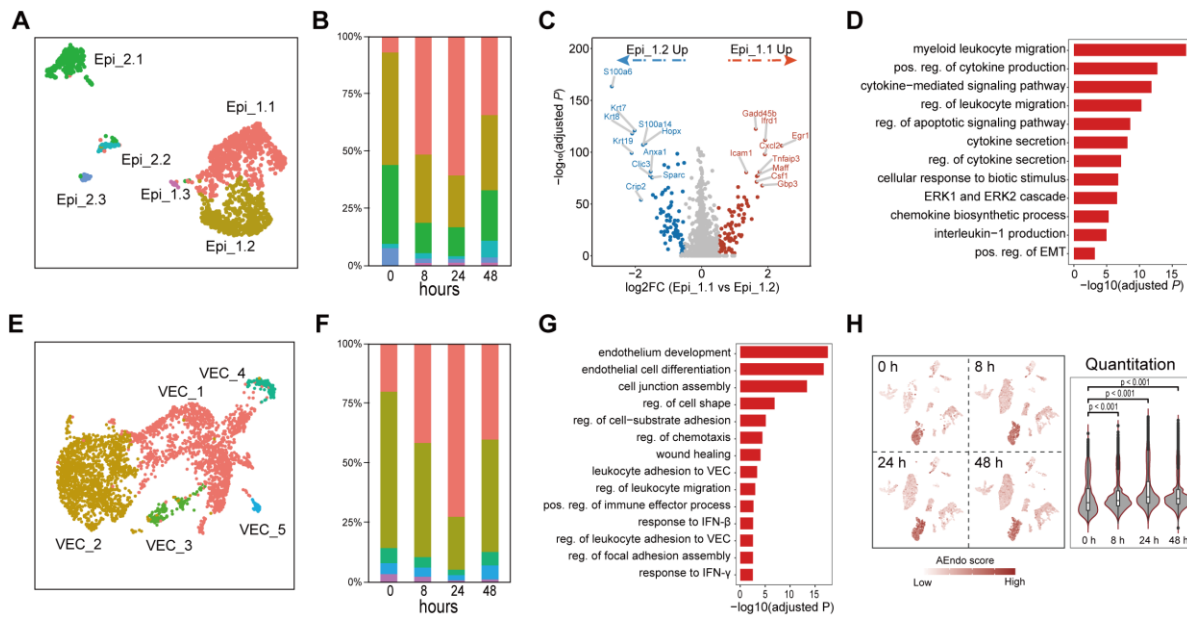 A
Epi_2.1
Epi_1.1
Epi_2.2
Epi_1.3
Epi_2.3
Epi_1.2
B
100%
75%
50%
25%
0%
0 8 24 48
hours
C
200
150
100
50
0
−log₁₀(adjusted P)
Epi_1.2 Up
Epi_1.1 Up
S100a6
Krt7
Krt8
S100a14
Hopx
Krt19
Anxa1
Clic3
Sparc
Crip2
Gadd45b
Ifrd1
Egr1
Cxcl2
Icam1
Tnfaip3
Maff
Csf1
Gbp3
−2 0 2
log2FC (Epi_1.1 vs Epi_1.2)
D
myeloid leukocyte migration
pos. reg. of cytokine production
cytokine−mediated signaling pathway
reg. of leukocyte migration
reg. of apoptotic signaling pathway
cytokine secretion
reg. of cytokine secretion
cellular response to biotic stimulus
ERK1 and ERK2 cascade
chemokine biosynthetic process
interleukin−1 production
pos. reg. of EMT
0 5 10 15
−log10(adjusted P)
E
VEC_4
VEC_1
VEC_2
VEC_3
VEC_5
F
100%
75%
50%
25%
0%
0 8 24 48
hours
G
endothelium development
endothelial cell differentiation
cell junction assembly
reg. of cell shape
reg. of cell−substrate adhesion
reg. of chemotaxis
wound healing
leukocyte adhesion to VEC
reg. of leukocyte migration
pos. reg. of immune effector process
response to IFN-β
reg. of leukocyte adhesion to VEC
reg. of focal adhesion assembly
response to IFN-γ
0 5 10 15
−log10(adjusted P)
H
0 h
8 h
24 h
48 h
AEndo score
Low
High
Quantitation
p < 0.001
p < 0.001
p < 0.001
0 h 8 h 24 h 48 h